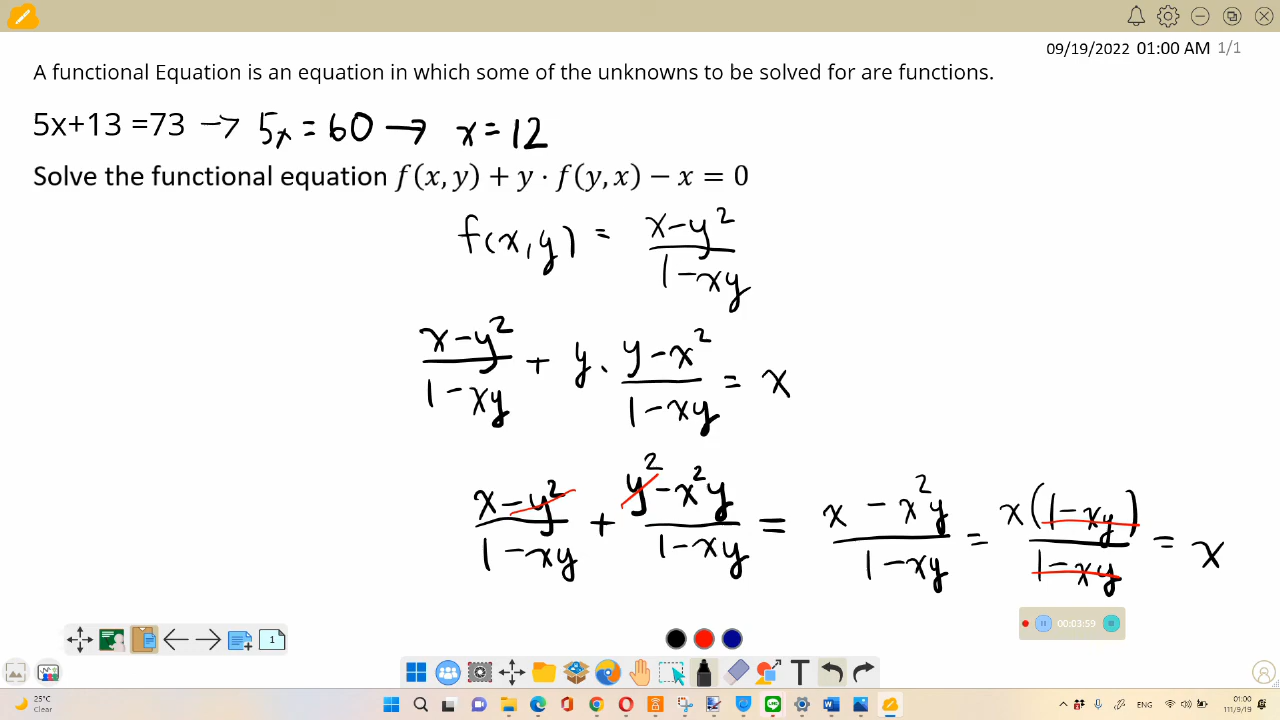 09/19/2022 01:00 AM 1/1
A functional Equation is an equation in which some of the unknowns to be solved for are functions.
5x+13 =73 → 5x = 60 → x = 12
Solve the functional equation f(x, y) + y · f(y, x) − x = 0
f(x, y) = (x − y²)/(1 − xy)
(x − y²)/(1 − xy) + y · (y − x²)/(1 − xy) = x
(x − y²)/(1 − xy) + (y² − x²y)/(1 − xy) = (x − x²y)/(1 − xy) = x(1 − xy)/(1 − xy) = x
00:03:59
1
T
25°C
Clear
ENG
01:00
111/9/19